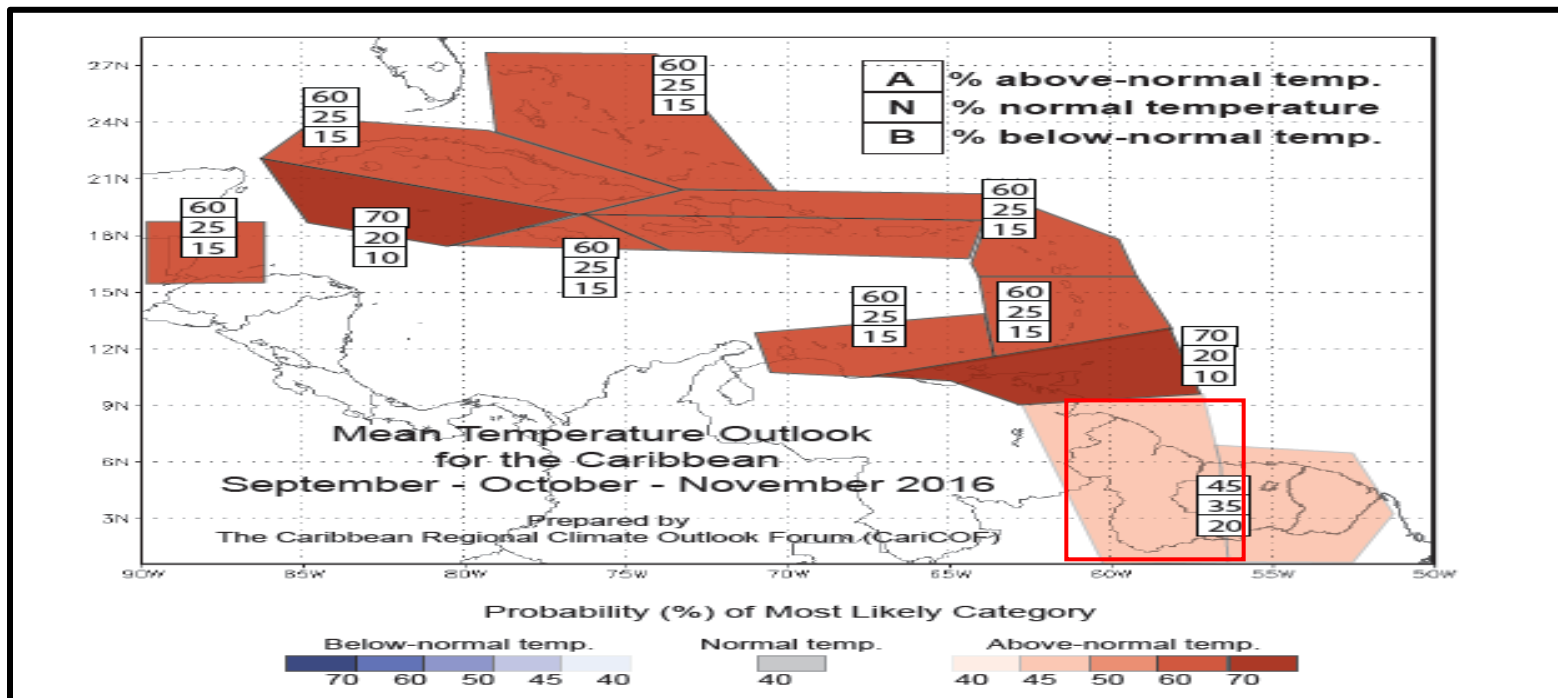 27N
24N
21N
18N
15N
12N
9N
6N
3N
60
25
15
A % above-normal temp.
N % normal temperature
B % below-normal temp.
60
25
15
60
25
15
70
20
10
60
25
15
60
25
15
60
25
15
60
25
15
70
20
10
45
35
20
Mean Temperature Outlook
for the Caribbean
September - October - November 2016
Prepared by
The Caribbean Regional Climate Outlook Forum (CariCOF)
90W 85W 80W 75W 70W 65W 60W 55W 50W
Probability (%) of Most Likely Category
Below-normal temp. Normal temp. Above-normal temp.
70 60 50 45 40 40 40 45 50 60 70